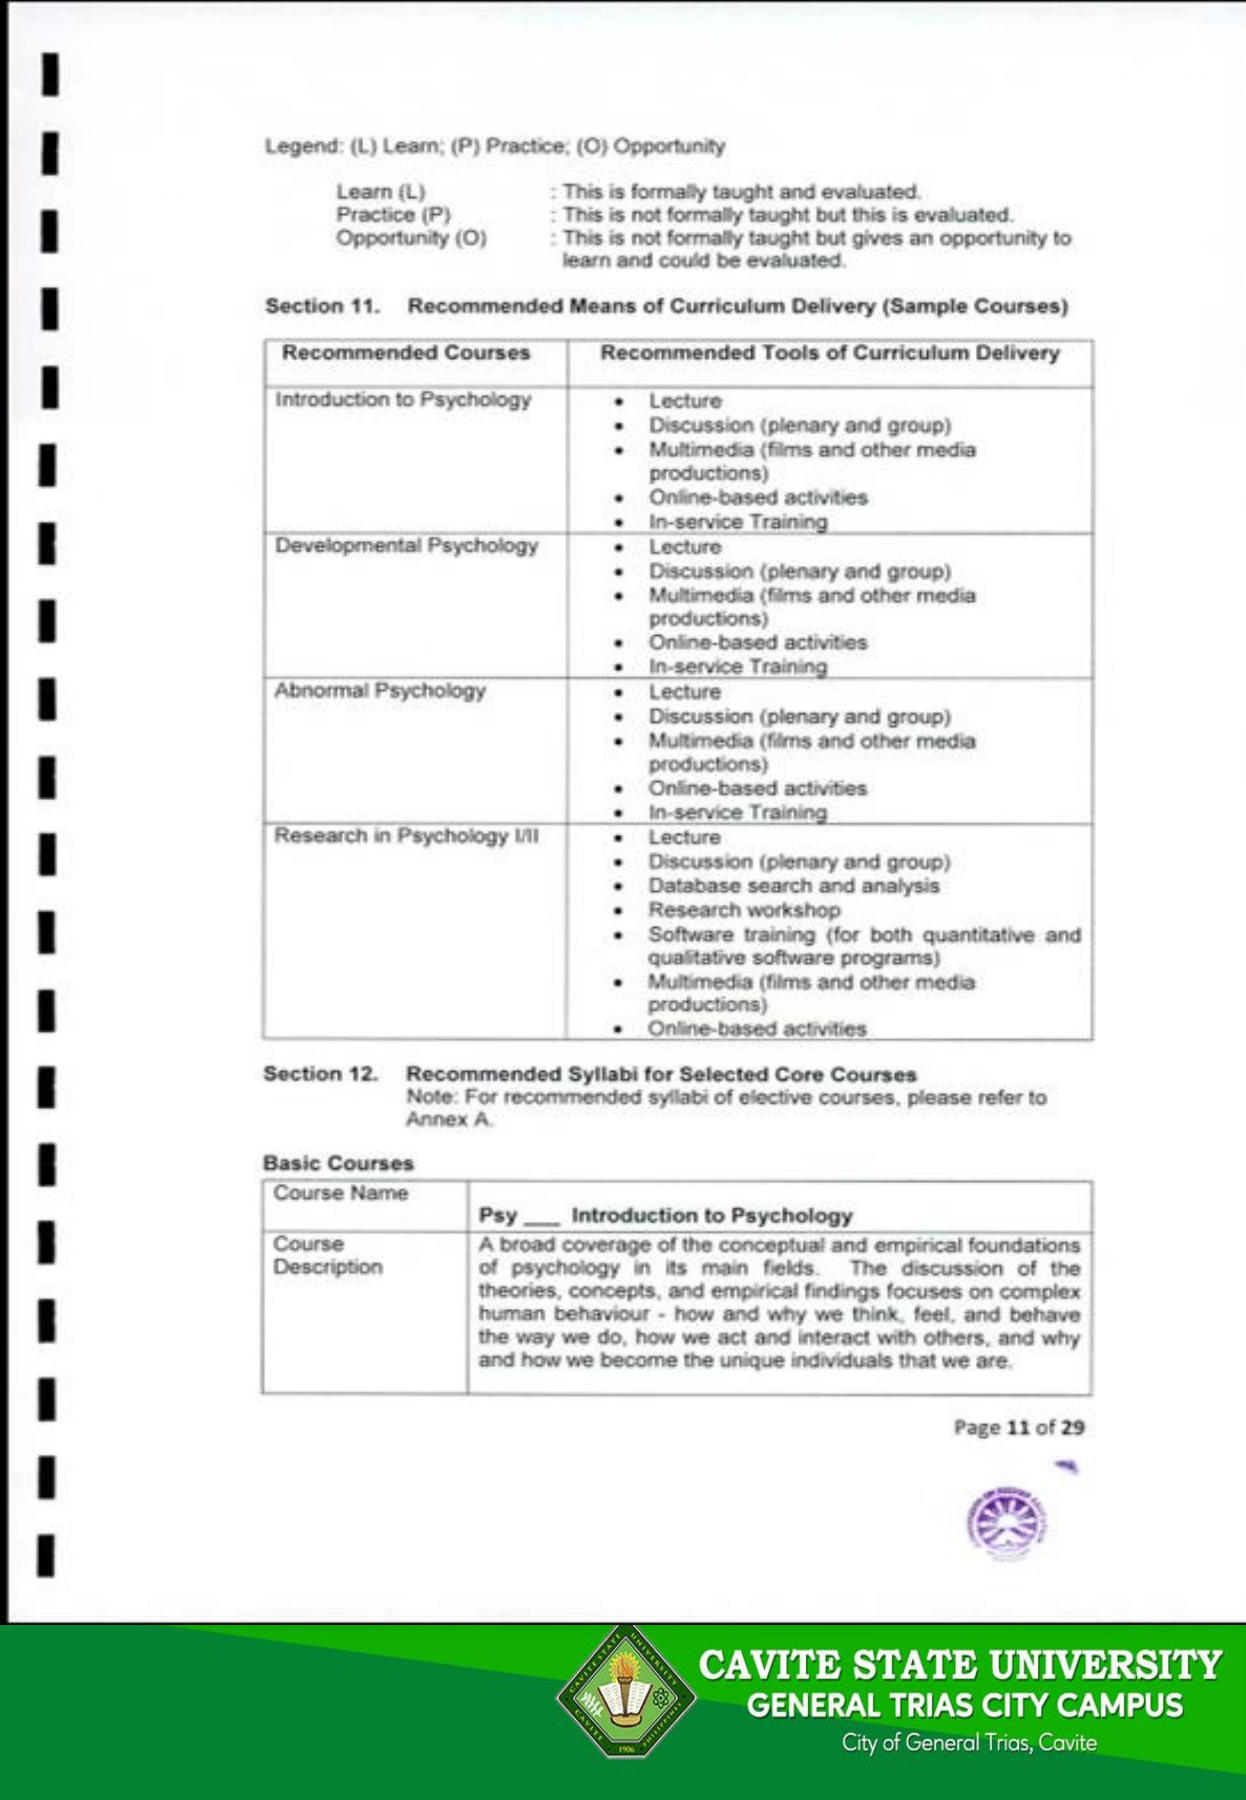 Legend: (L) Learn; (P) Practice; (O) Opportunity
Learn (L) : This is formally taught and evaluated.
Practice (P) : This is not formally taught but this is evaluated.
Opportunity (O) : This is not formally taught but gives an opportunity to
learn and could be evaluated.
Section 11. Recommended Means of Curriculum Delivery (Sample Courses)
Recommended Courses Recommended Tools of Curriculum Delivery
Introduction to Psychology
• Lecture
• Discussion (plenary and group)
• Multimedia (films and other media
productions)
• Online-based activities
• In-service Training
Developmental Psychology
• Lecture
• Discussion (plenary and group)
• Multimedia (films and other media
productions)
• Online-based activities
• In-service Training
Abnormal Psychology
• Lecture
• Discussion (plenary and group)
• Multimedia (films and other media
productions)
• Online-based activities
• In-service Training
Research in Psychology I/II
• Lecture
• Discussion (plenary and group)
• Database search and analysis
• Research workshop
• Software training (for both quantitative and
qualitative software programs)
• Multimedia (films and other media
productions)
• Online-based activities
Section 12. Recommended Syllabi for Selected Core Courses
Note: For recommended syllabi of elective courses, please refer to
Annex A.
Basic Courses
Course Name
Psy ___ Introduction to Psychology
Course
Description
A broad coverage of the conceptual and empirical foundations
of psychology in its main fields. The discussion of the
theories, concepts, and empirical findings focuses on complex
human behaviour - how and why we think, feel, and behave
the way we do, how we act and interact with others, and why
and how we become the unique individuals that we are.
Page 11 of 29
CAVITE STATE UNIVERSITY
CAVITE
PHILIPPINES
1906
CAVITE STATE UNIVERSITY
GENERAL TRIAS CITY CAMPUS
City of General Trias, Cavite